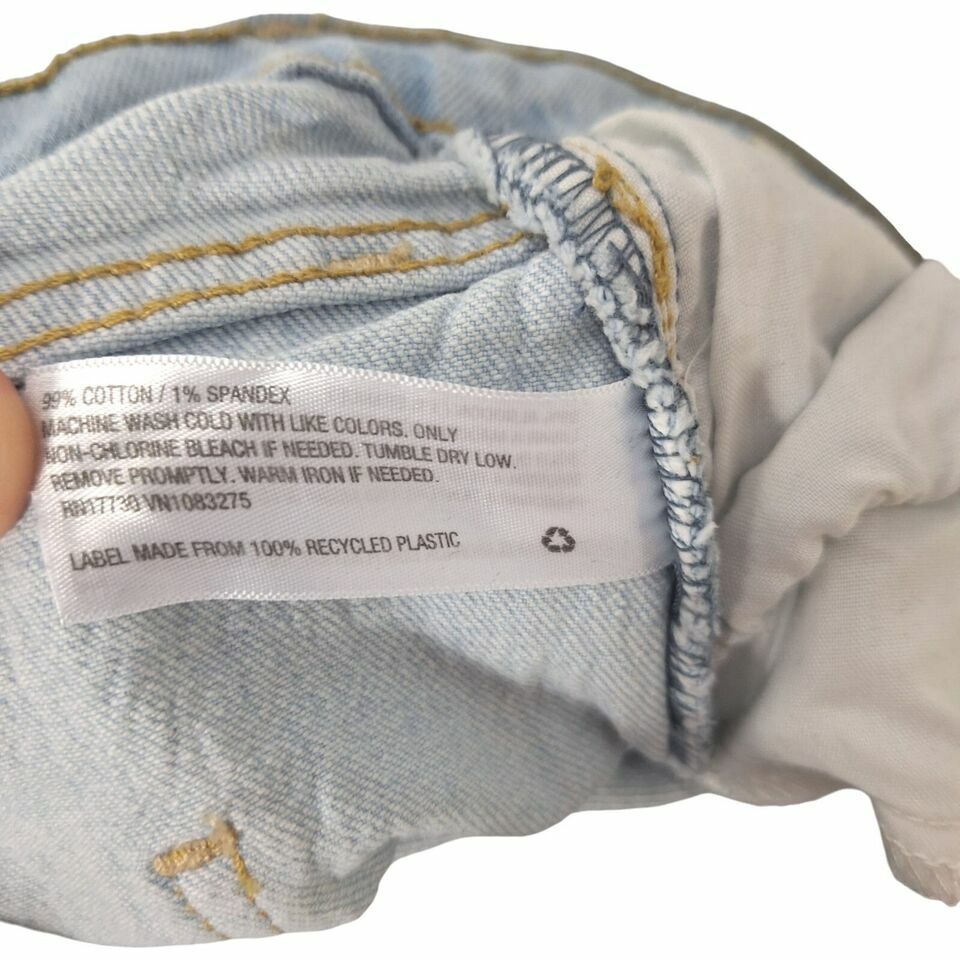 99% COTTON / 1% SPANDEX
MACHINE WASH COLD WITH LIKE COLORS. ONLY
NON-CHLORINE BLEACH IF NEEDED. TUMBLE DRY LOW.
REMOVE PROMPTLY. WARM IRON IF NEEDED.
RN17730 VN1083275
LABEL MADE FROM 100% RECYCLED PLASTIC